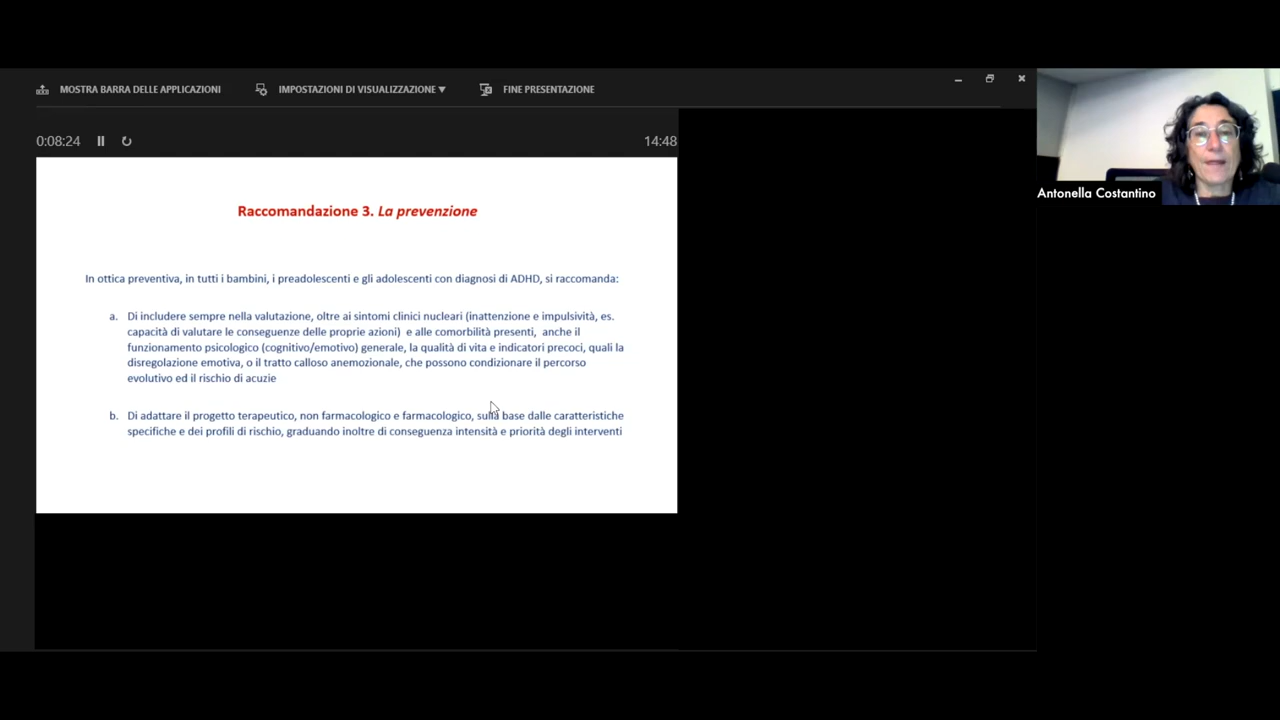 MOSTRA BARRA DELLE APPLICAZIONI IMPOSTAZIONI DI VISUALIZZAZIONE ▼ FINE PRESENTAZIONE
0:08:24 14:48
Antonella Costantino
Raccomandazione 3. La prevenzione
In ottica preventiva, in tutti i bambini, i preadolescenti e gli adolescenti con diagnosi di ADHD, si raccomanda:
a. Di includere sempre nella valutazione, oltre ai sintomi clinici nucleari (inattenzione e impulsività, es.
capacità di valutare le conseguenze delle proprie azioni) e alle comorbilità presenti, anche il
funzionamento psicologico (cognitivo/emotivo) generale, la qualità di vita e indicatori precoci, quali la
disregolazione emotiva, o il tratto calloso anemozionale, che possono condizionare il percorso
evolutivo ed il rischio di acuzie
b. Di adattare il progetto terapeutico, non farmacologico e farmacologico, sulla base dalle caratteristiche
specifiche e dei profili di rischio, graduando inoltre di conseguenza intensità e priorità degli interventi